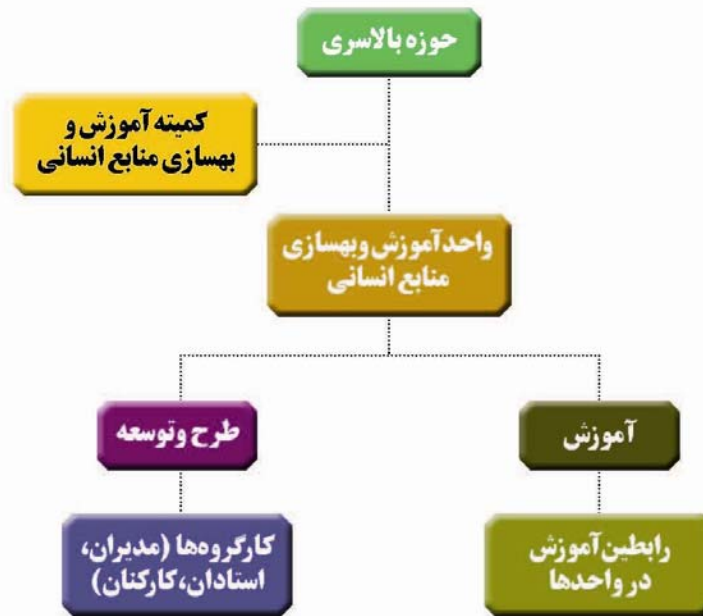 حوزه بالاسری
کمیته آموزش و
بهسازی منابع انسانی
واحد آموزش و بهسازی
منابع انسانی
آموزش
طرح و توسعه
رابطین آموزش
در واحدها
کارگروه‌ها (مدیران،
استادان، کارکنان)